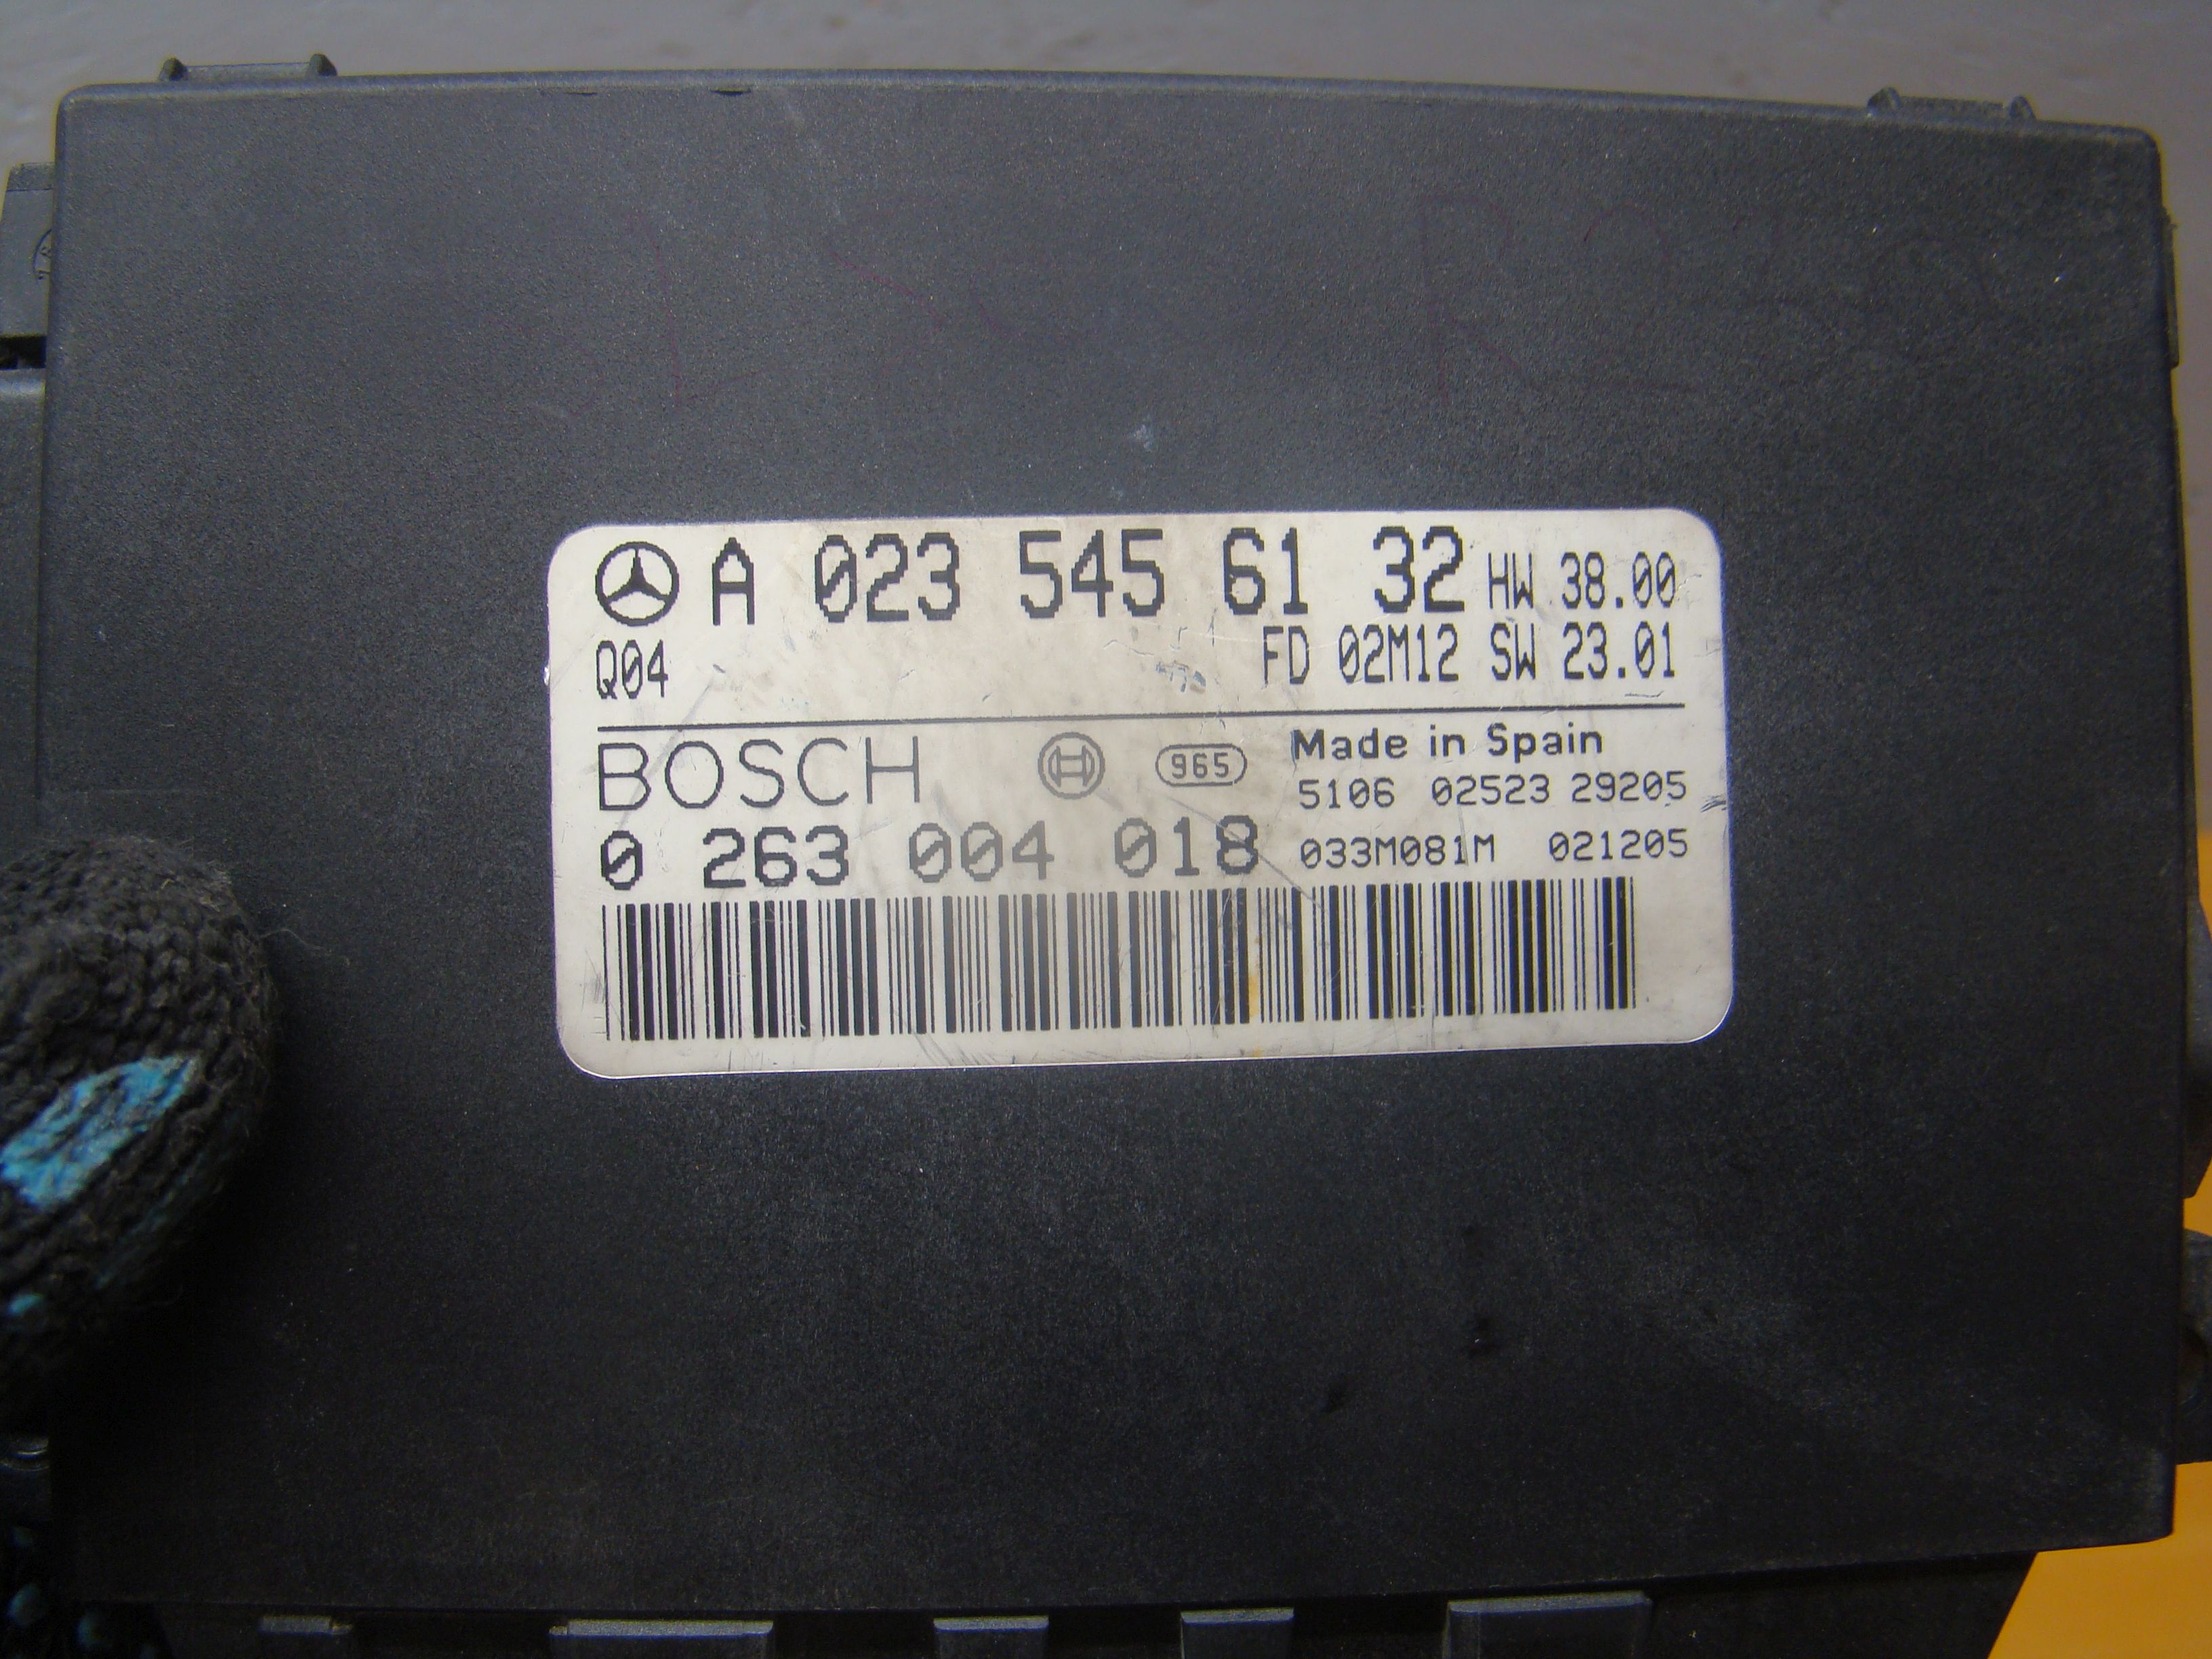 A 023 545 61 32 HW 38.00
Q04 FD 02M12 SW 23.01
BOSCH 965 Made in Spain
5106 02523 29205
0 263 004 018 033M081M 021205